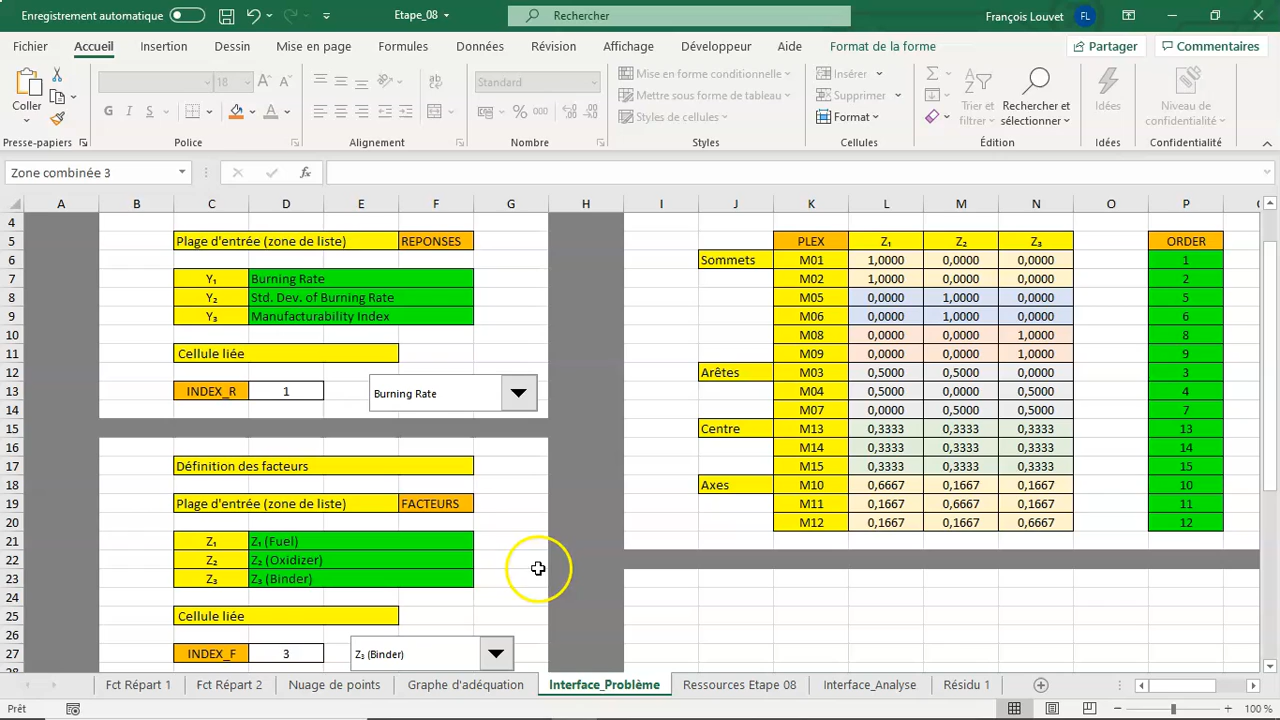 Enregistrement automatique
Etape_08
Rechercher
François Louvet
FL
Fichier Accueil Insertion Dessin Mise en page Formules Données Révision Affichage Développeur Aide Format de la forme
Partager
Commentaires
Coller
Presse-papiers
18
G I S
Police
Alignement
Standard
% 000
Nombre
Mise en forme conditionnelle
Mettre sous forme de tableau
Styles de cellules
Styles
Insérer
Supprimer
Format
Cellules
Trier et filtrer
Rechercher et sélectionner
Édition
Idées
Idées
Niveau de confidentialité
Confidentialité
Zone combinée 3
fx
A B C D E F G H I J K L M N O P
4
5 Plage d'entrée (zone de liste) REPONSES PLEX Z₁ Z₂ Z₃ ORDER
6 Sommets M01 1,0000 0,0000 0,0000 1
7 Y₁ Burning Rate M02 1,0000 0,0000 0,0000 2
8 Y₂ Std. Dev. of Burning Rate M05 0,0000 1,0000 0,0000 5
9 Y₃ Manufacturability Index M06 0,0000 1,0000 0,0000 6
10 M08 0,0000 0,0000 1,0000 8
11 Cellule liée M09 0,0000 0,0000 1,0000 9
12 Arêtes M03 0,5000 0,5000 0,0000 3
13 INDEX_R 1 Burning Rate M04 0,5000 0,0000 0,5000 4
14 M07 0,0000 0,5000 0,5000 7
15 Centre M13 0,3333 0,3333 0,3333 13
16 M14 0,3333 0,3333 0,3333 14
17 Définition des facteurs M15 0,3333 0,3333 0,3333 15
18 Axes M10 0,6667 0,1667 0,1667 10
19 Plage d'entrée (zone de liste) FACTEURS M11 0,1667 0,6667 0,1667 11
20 M12 0,1667 0,1667 0,6667 12
21 Z₁ Z₁ (Fuel)
22 Z₂ Z₂ (Oxidizer)
23 Z₃ Z₃ (Binder)
24
25 Cellule liée
26
27 INDEX_F 3 Z₃ (Binder)
28
Fct Répart 1 Fct Répart 2 Nuage de points Graphe d'adéquation Interface_Problème Ressources Etape 08 Interface_Analyse Résidu 1
Prêt
100 %